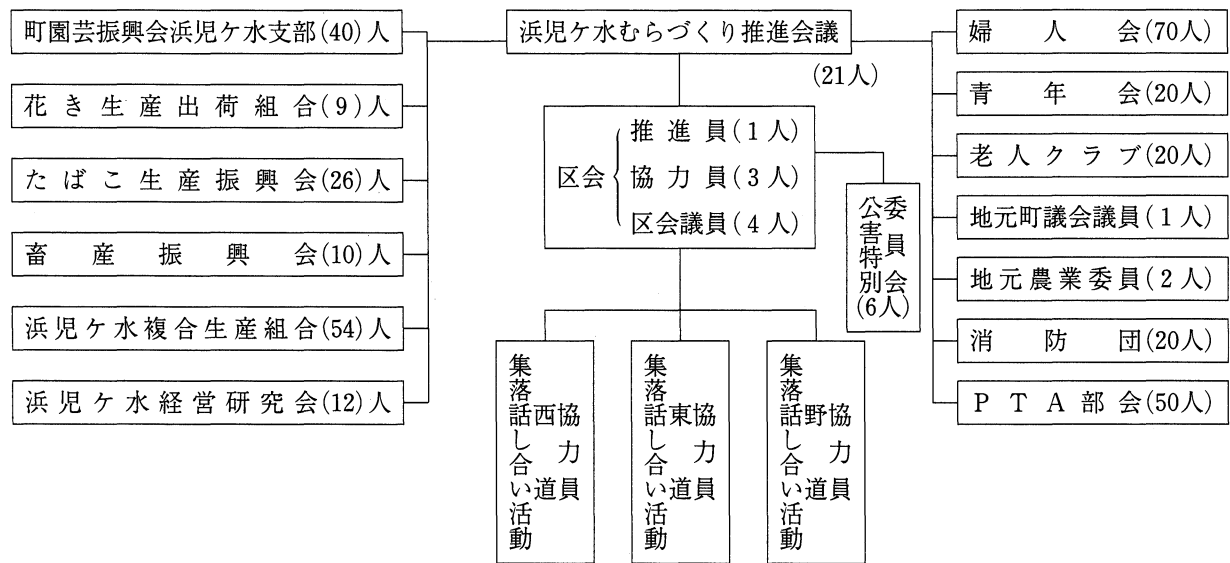 町園芸振興会浜児ケ水支部(40)人
花き生産出荷組合(9)人
たばこ生産振興会(26)人
畜産振興会(10)人
浜児ケ水複合生産組合(54)人
浜児ケ水経営研究会(12)人
浜児ケ水むらづくり推進会議
(21人)
区会
推進員(1人)
協力員(3人)
区会議員(4人)
公害特別
委員会
(6人)
協力員
西道
集落話し合い活動
協力員
東道
集落話し合い活動
協力員
野道
集落話し合い活動
婦人会(70人)
青年会(20人)
老人クラブ(20人)
地元町議会議員(1人)
地元農業委員(2人)
消防団(20人)
PTA部会(50人)